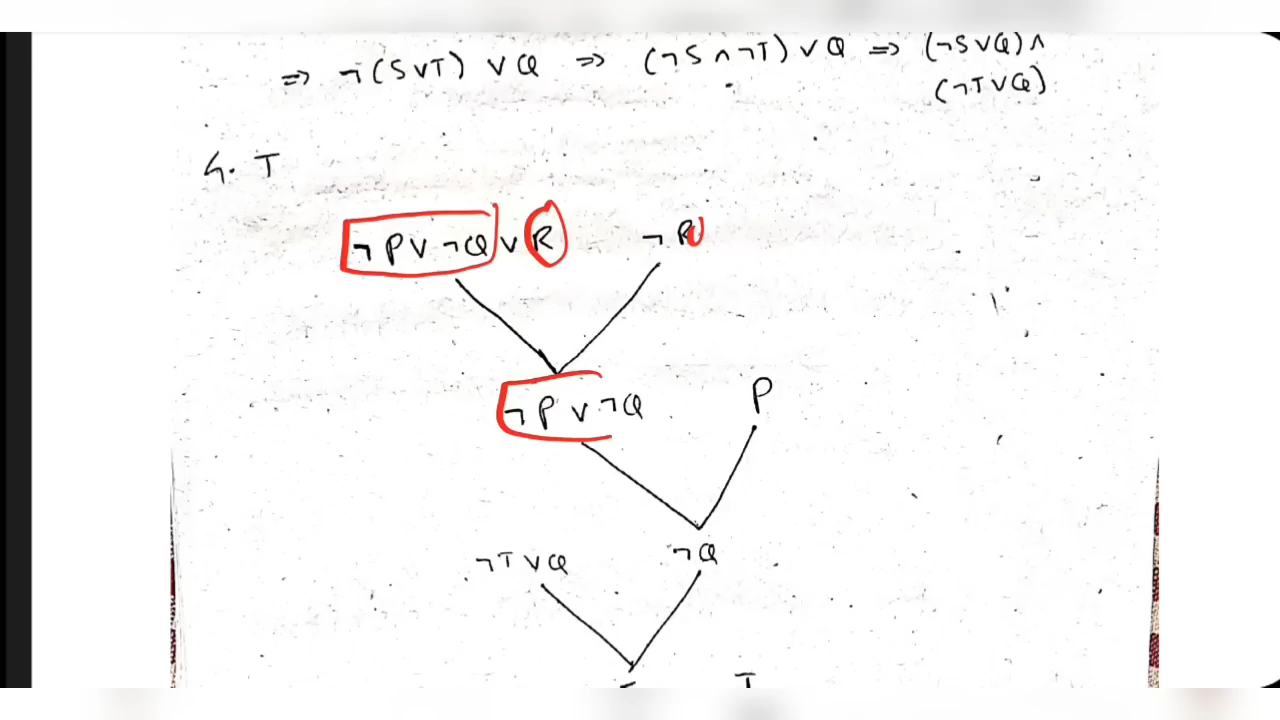 => ¬(S∨T) ∨Q => (¬S∧¬T)∨Q => (¬S∨Q)∧
(¬T∨Q)
4. T
¬P∨¬Q∨R ¬R
¬P∨¬Q P
¬T∨Q ¬Q
T